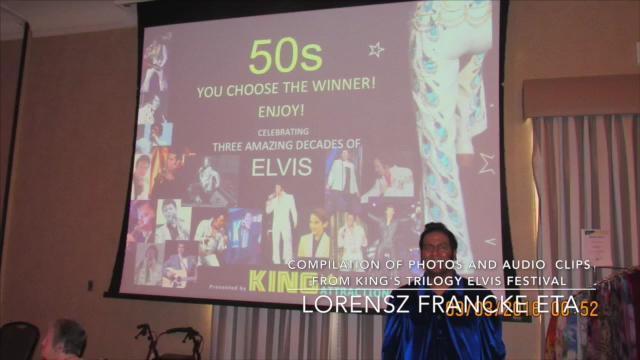 50s
YOU CHOOSE THE WINNER!
ENJOY!
CELEBRATING
THREE AMAZING DECADES OF
ELVIS
Presented by KING
ATTRACTION
COMPILATION OF PHOTOS AND AUDIO CLIPS
FROM KING'S TRILOGY ELVIS FESTIVAL
LORENSZ FRANCKE ETA